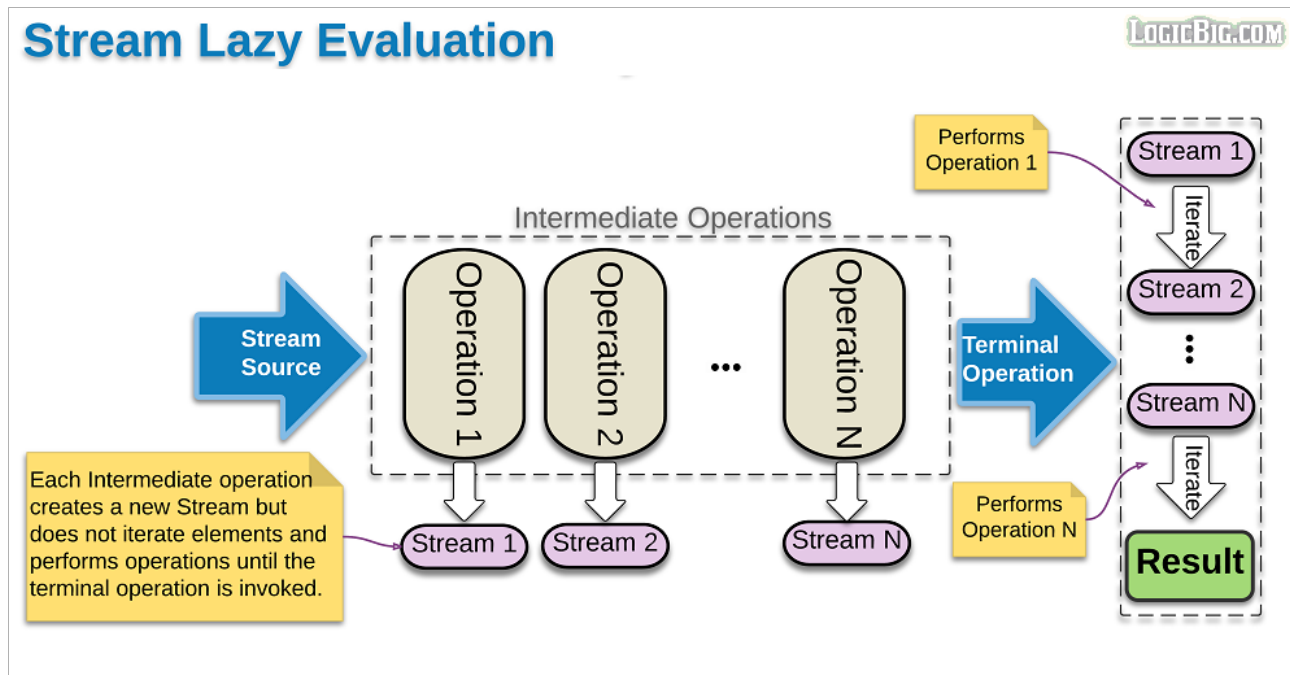 Stream Lazy Evaluation
LogicBig.com
Performs
Operation 1
Stream 1
Iterate
Stream 2
...
Stream N
Iterate
Result
Intermediate Operations
Stream
Source
Operation 1
Operation 2
...
Operation N
Terminal
Operation
Each Intermediate operation
creates a new Stream but
does not iterate elements and
performs operations until the
terminal operation is invoked.
Stream 1
Stream 2
Stream N
Performs
Operation N